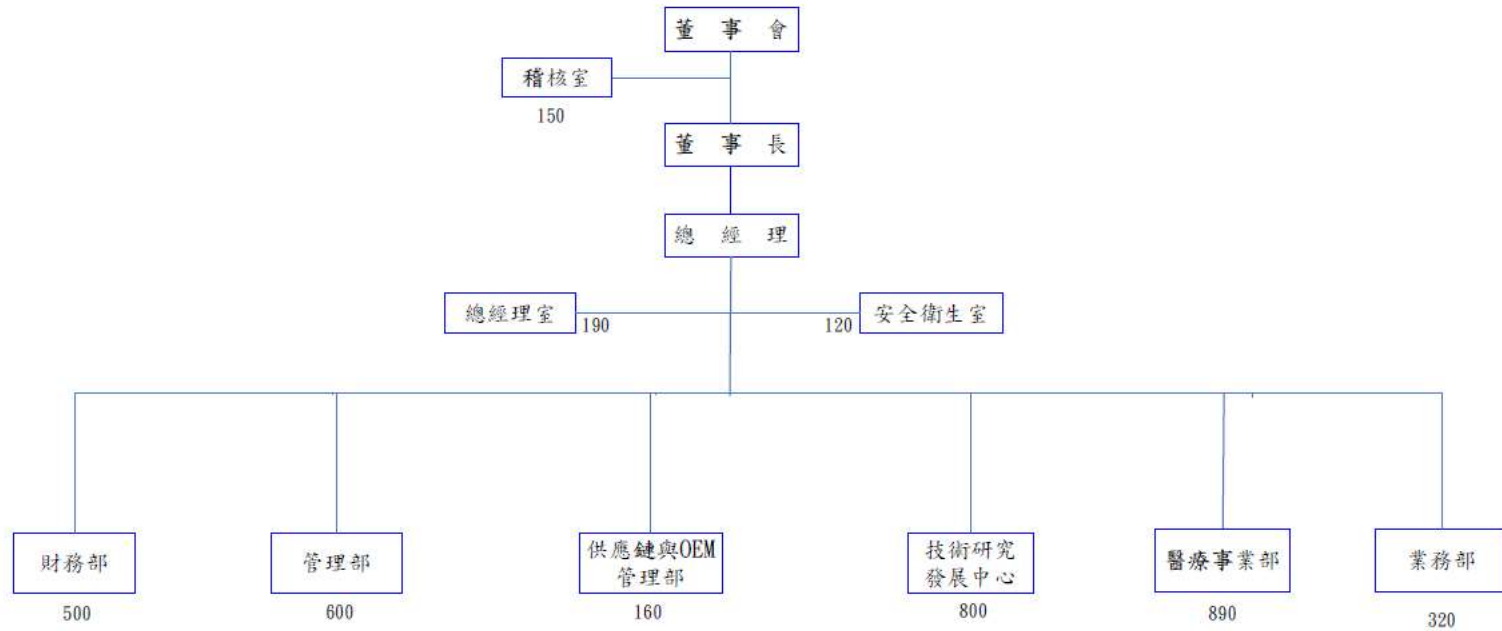 董事會
稽核室
150
董事長
總經理
總經理室
190
120
安全衛生室
財務部
500
管理部
600
供應鏈與OEM
管理部
160
技術研究
發展中心
800
醫療事業部
890
業務部
320